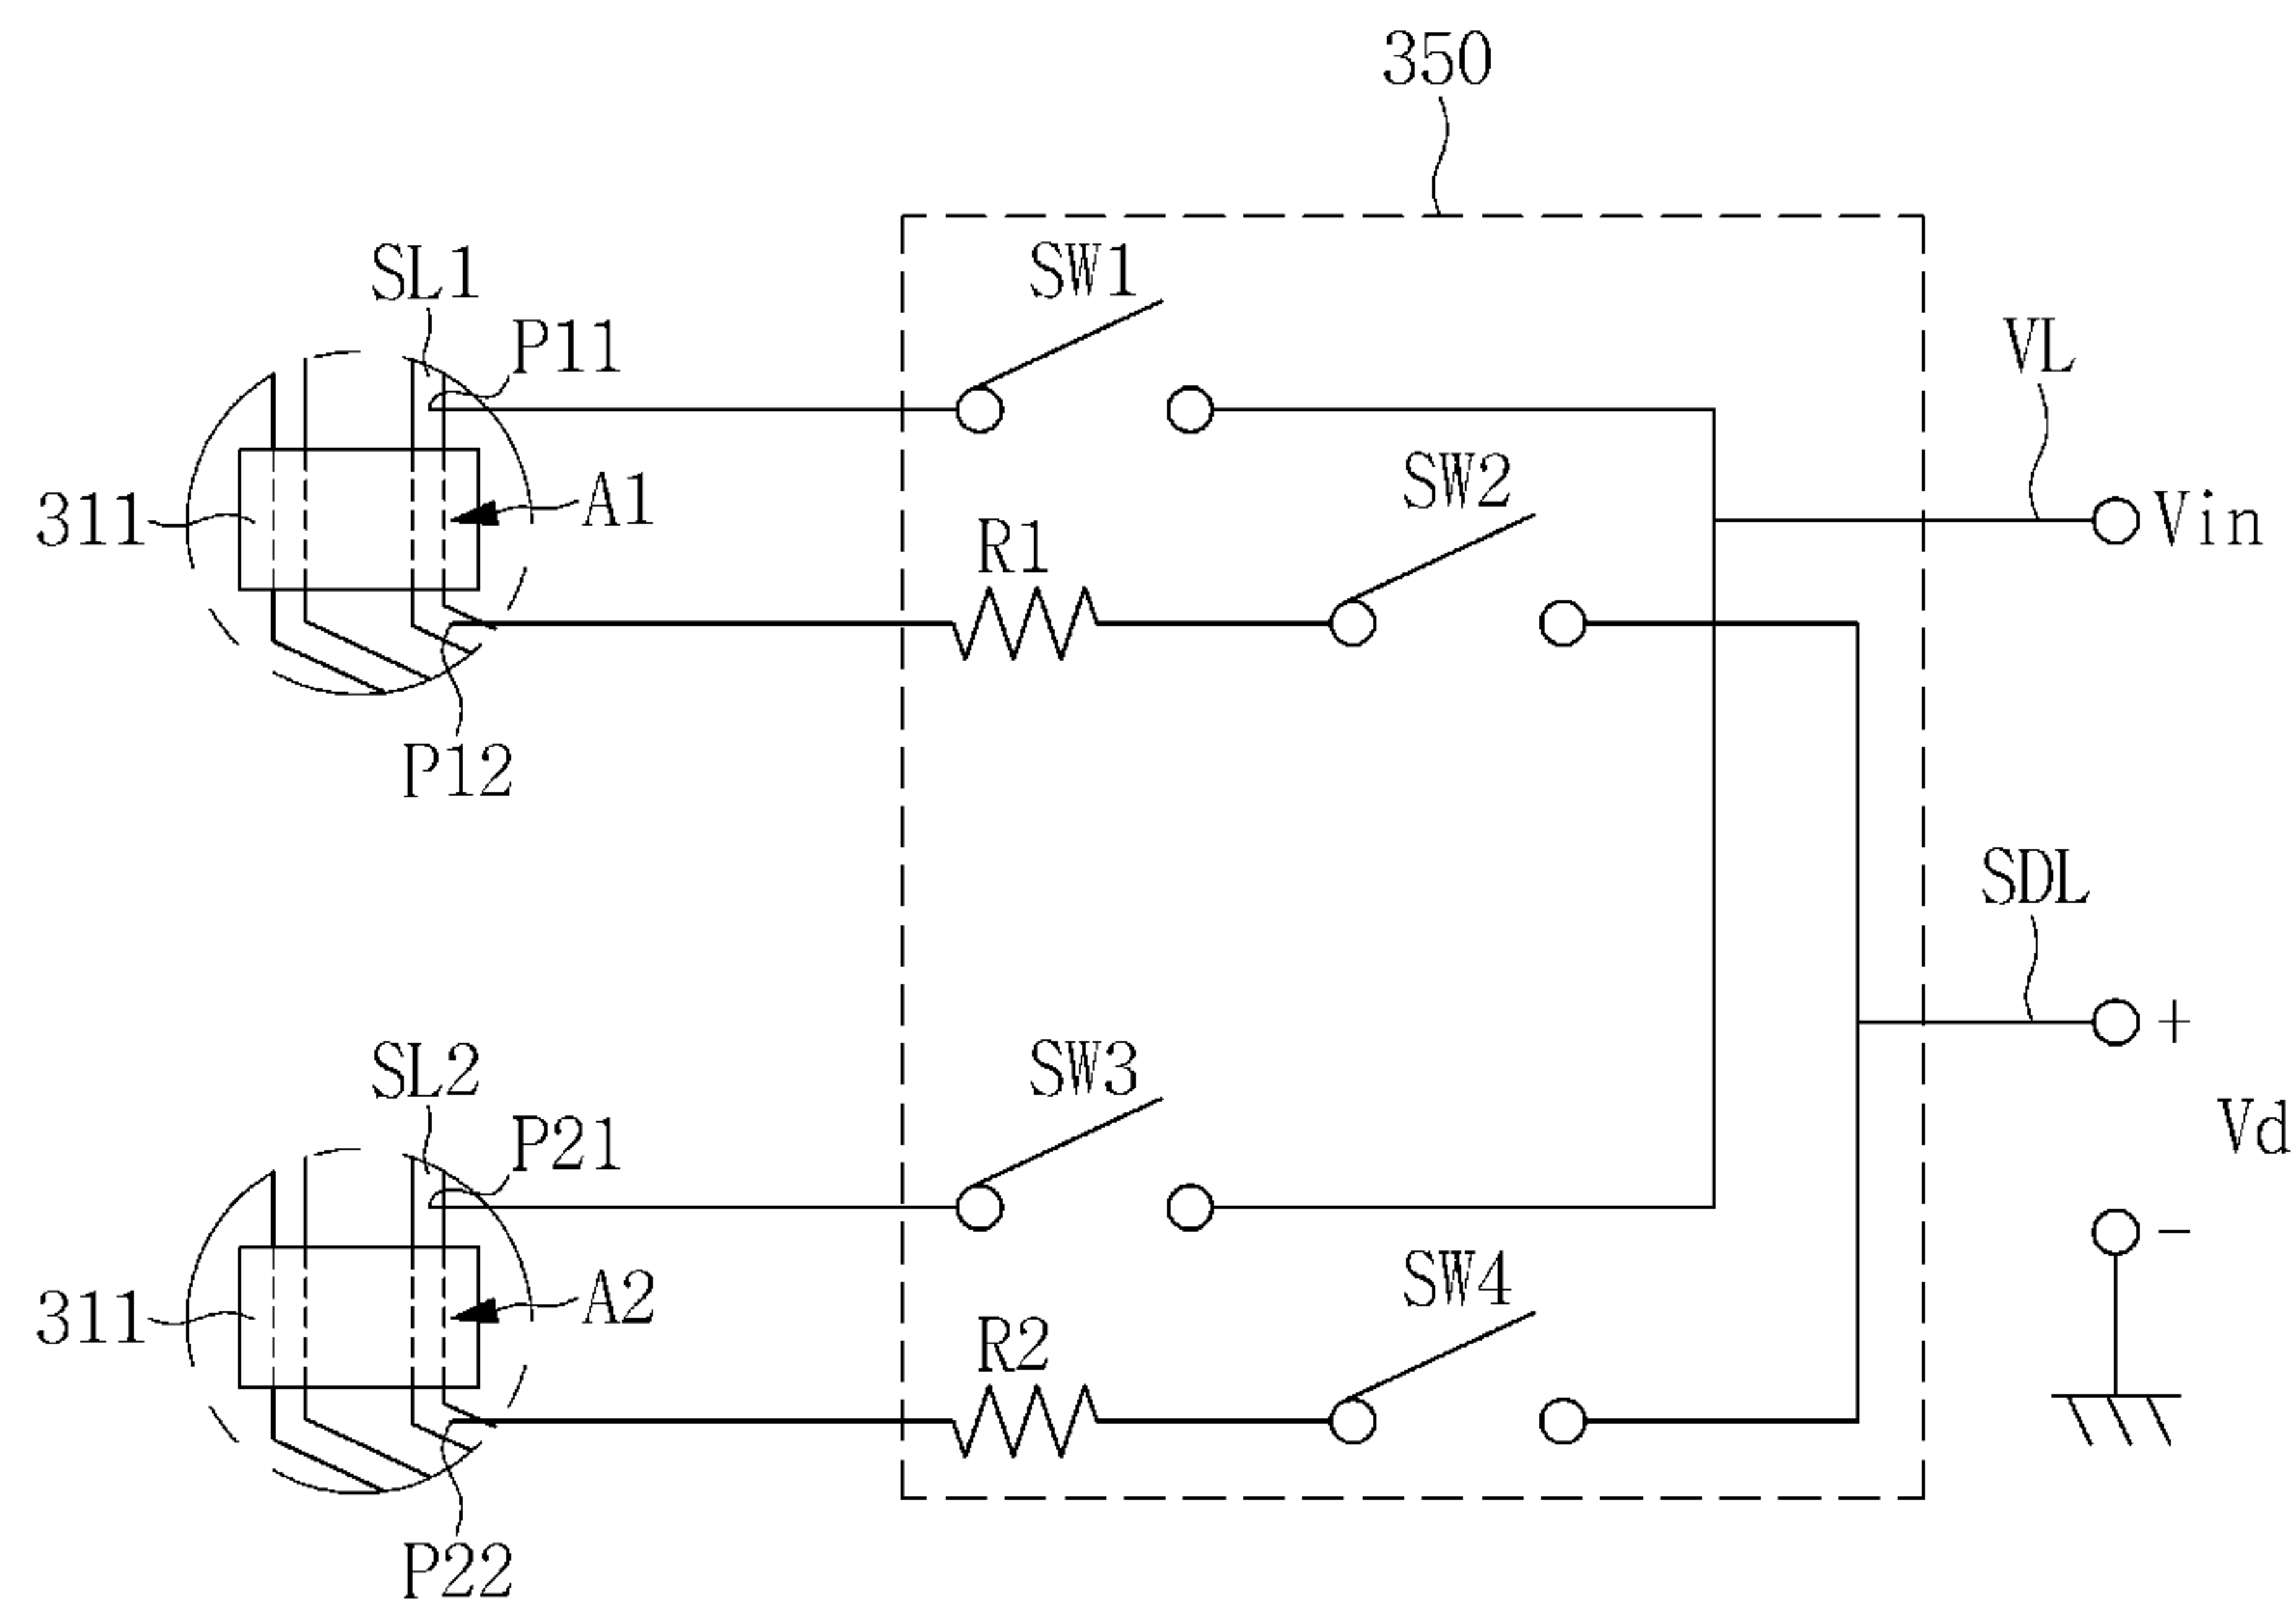 350
SL1
SW1
P11
VL
SW2
311
A1
R1
Vin
P12
SDL
+
SL2
SW3
P21
Vd
-
311
A2
SW4
R2
P22